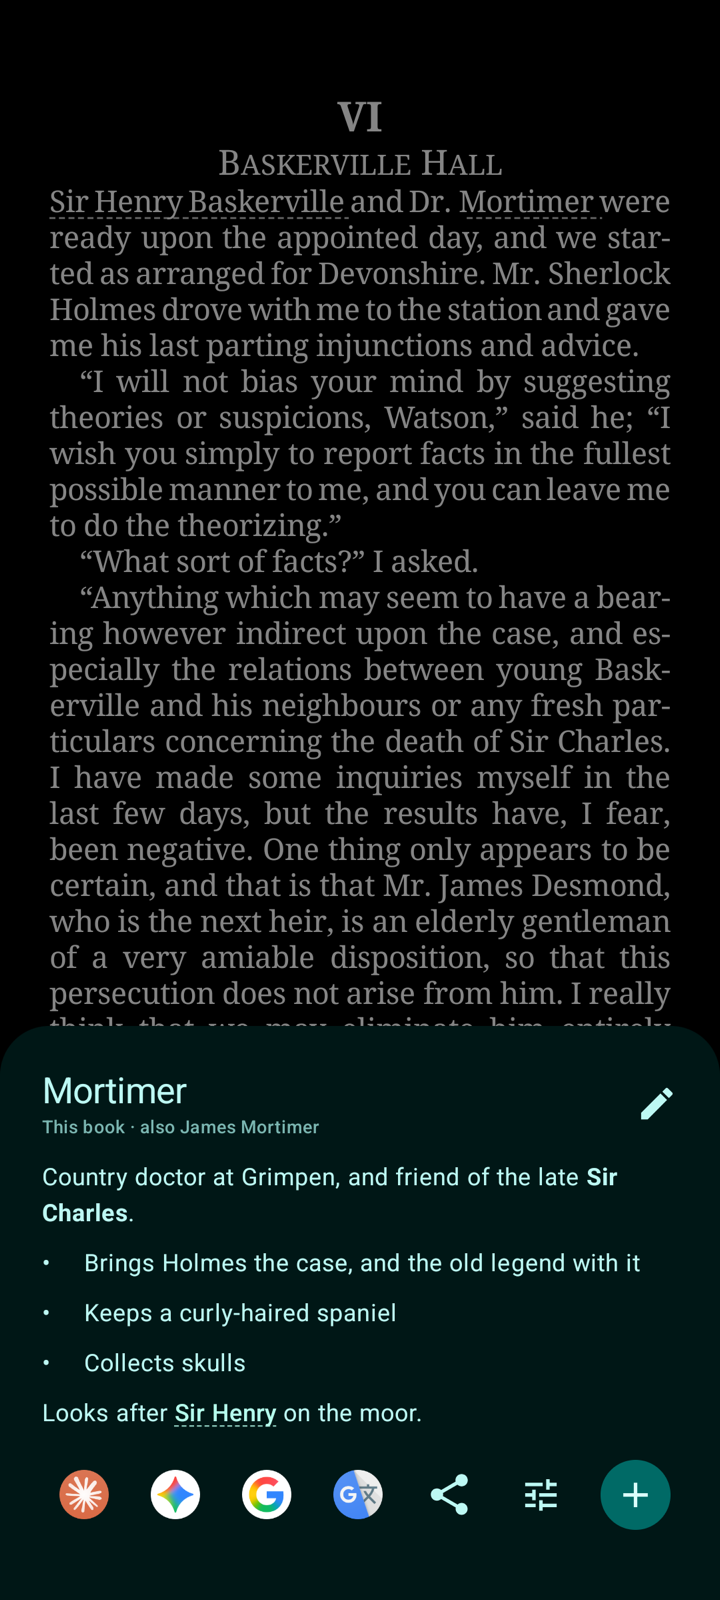 VI
Baskerville Hall
Sir Henry Baskerville and Dr. Mortimer were
ready upon the appointed day, and we star-
ted as arranged for Devonshire. Mr. Sherlock
Holmes drove with me to the station and gave
me his last parting injunctions and advice.
“I will not bias your mind by suggesting
theories or suspicions, Watson,” said he; “I
wish you simply to report facts in the fullest
possible manner to me, and you can leave me
to do the theorizing.”
“What sort of facts?” I asked.
“Anything which may seem to have a bear-
ing however indirect upon the case, and es-
pecially the relations between young Bask-
erville and his neighbours or any fresh par-
ticulars concerning the death of Sir Charles.
I have made some inquiries myself in the
last few days, but the results have, I fear,
been negative. One thing only appears to be
certain, and that is that Mr. James Desmond,
who is the next heir, is an elderly gentleman
of a very amiable disposition, so that this
persecution does not arise from him. I really
think that we may eliminate him entirely
Mortimer
This book · also James Mortimer
Country doctor at Grimpen, and friend of the late Sir
Charles.
• Brings Holmes the case, and the old legend with it
• Keeps a curly-haired spaniel
• Collects skulls
Looks after Sir Henry on the moor.